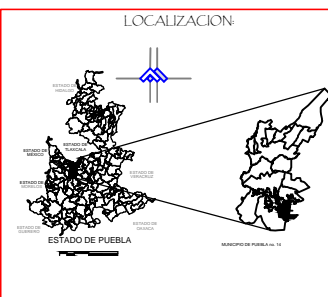 LOCALIZACION:
ESTADO DE
HIDALGO
ESTADO DE
TLAXCALA
ESTADO DE
MEXICO
ESTADO DE
VERACRUZ
ESTADO DE
MORELOS
ESTADO DE
GUERRERO
ESTADO DE
OAXACA
ESTADO DE PUEBLA
MUNICIPIO DE PUEBLA no. 14